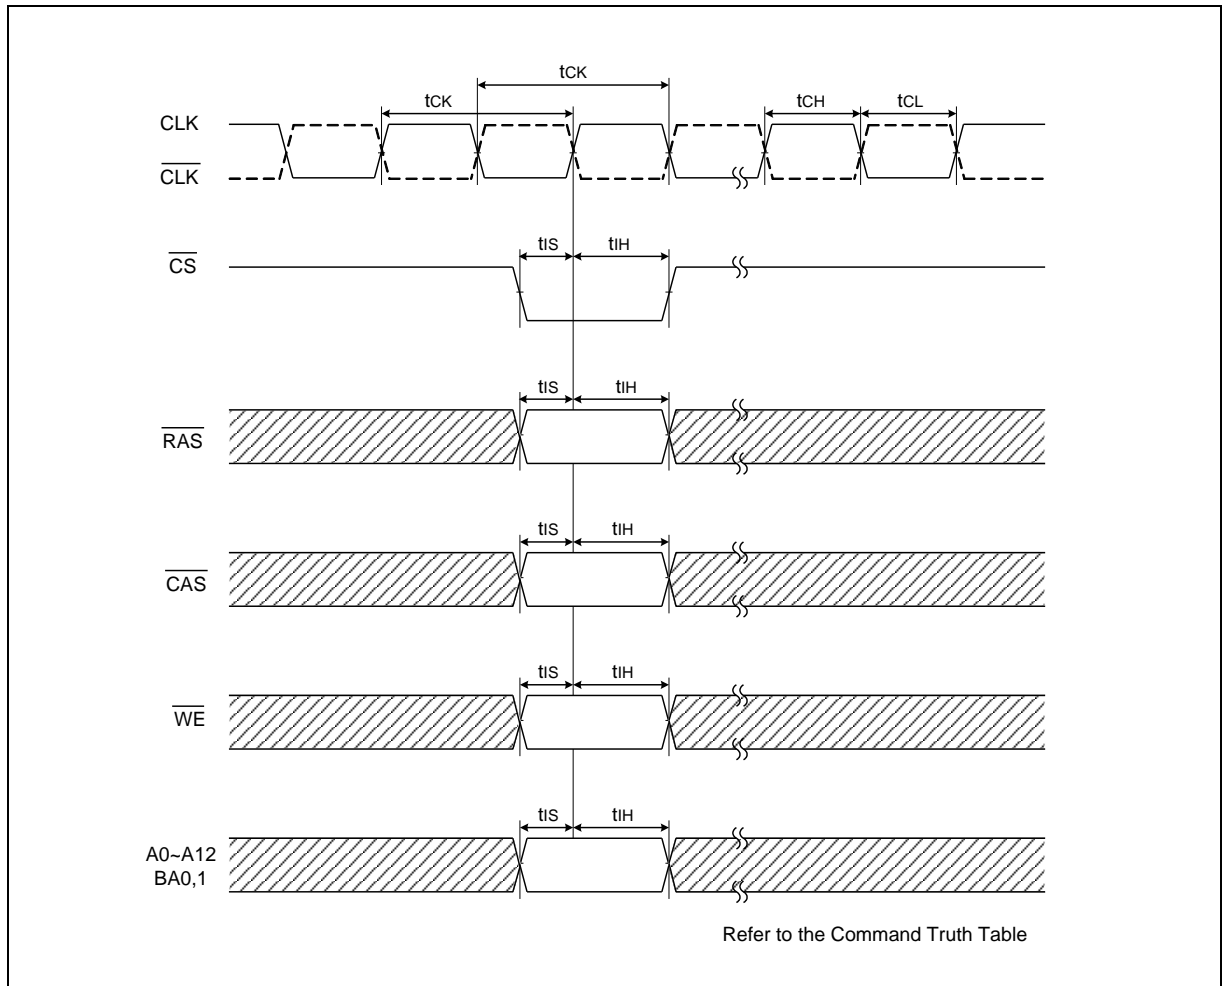 tCK
tCK
tCH
tCL
CLK
CLK
tIS
tIH
CS
tIS
tIH
RAS
tIS
tIH
CAS
tIS
tIH
WE
tIS
tIH
A0~A12
BA0,1
Refer to the Command Truth Table